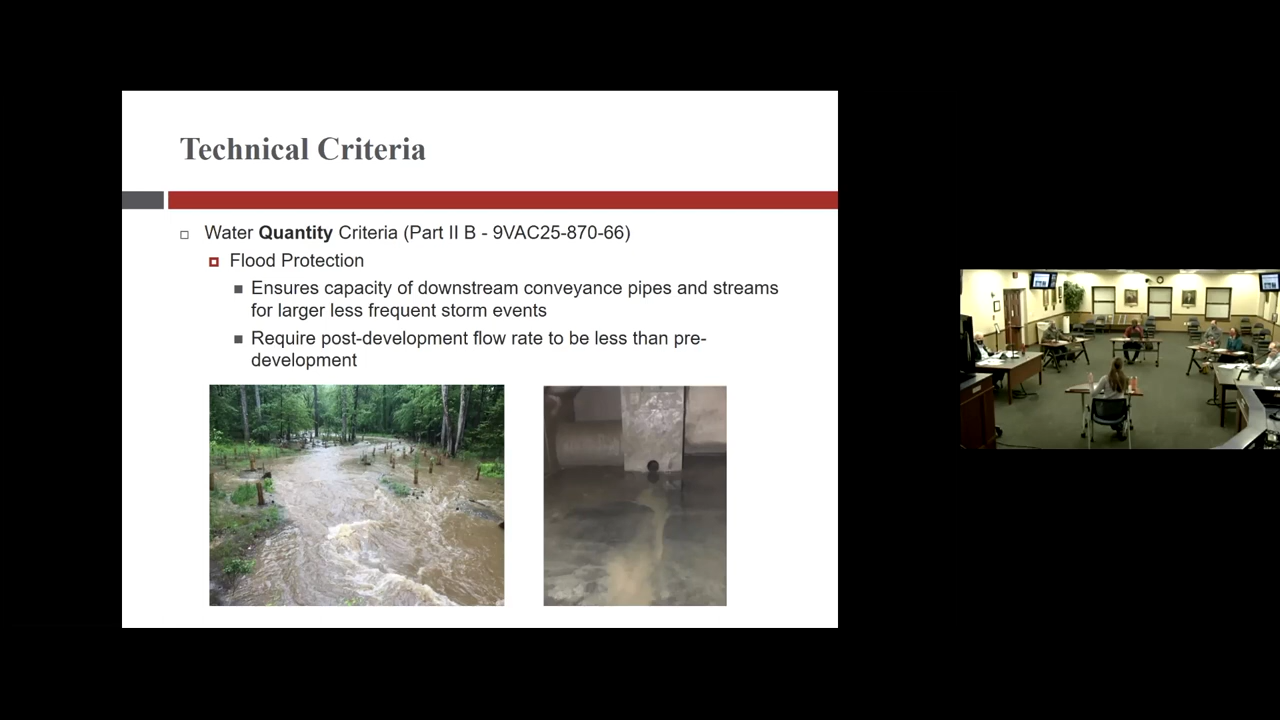 Technical Criteria
Water Quantity Criteria (Part II B - 9VAC25-870-66)
Flood Protection
Ensures capacity of downstream conveyance pipes and streams
for larger less frequent storm events
Require post-development flow rate to be less than pre-
development